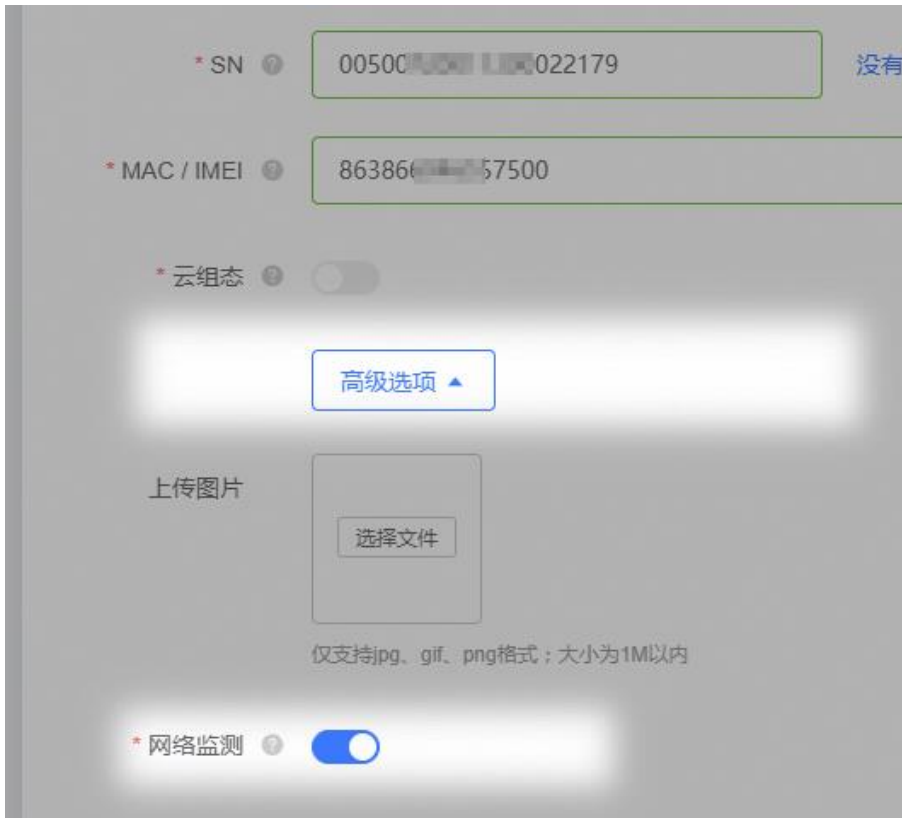 * SN 00500 022179 没有
* MAC / IMEI 86386 57500
* 云组态
高级选项
上传图片
选择文件
仅支持jpg、gif、png格式；大小为1M以内
* 网络监测